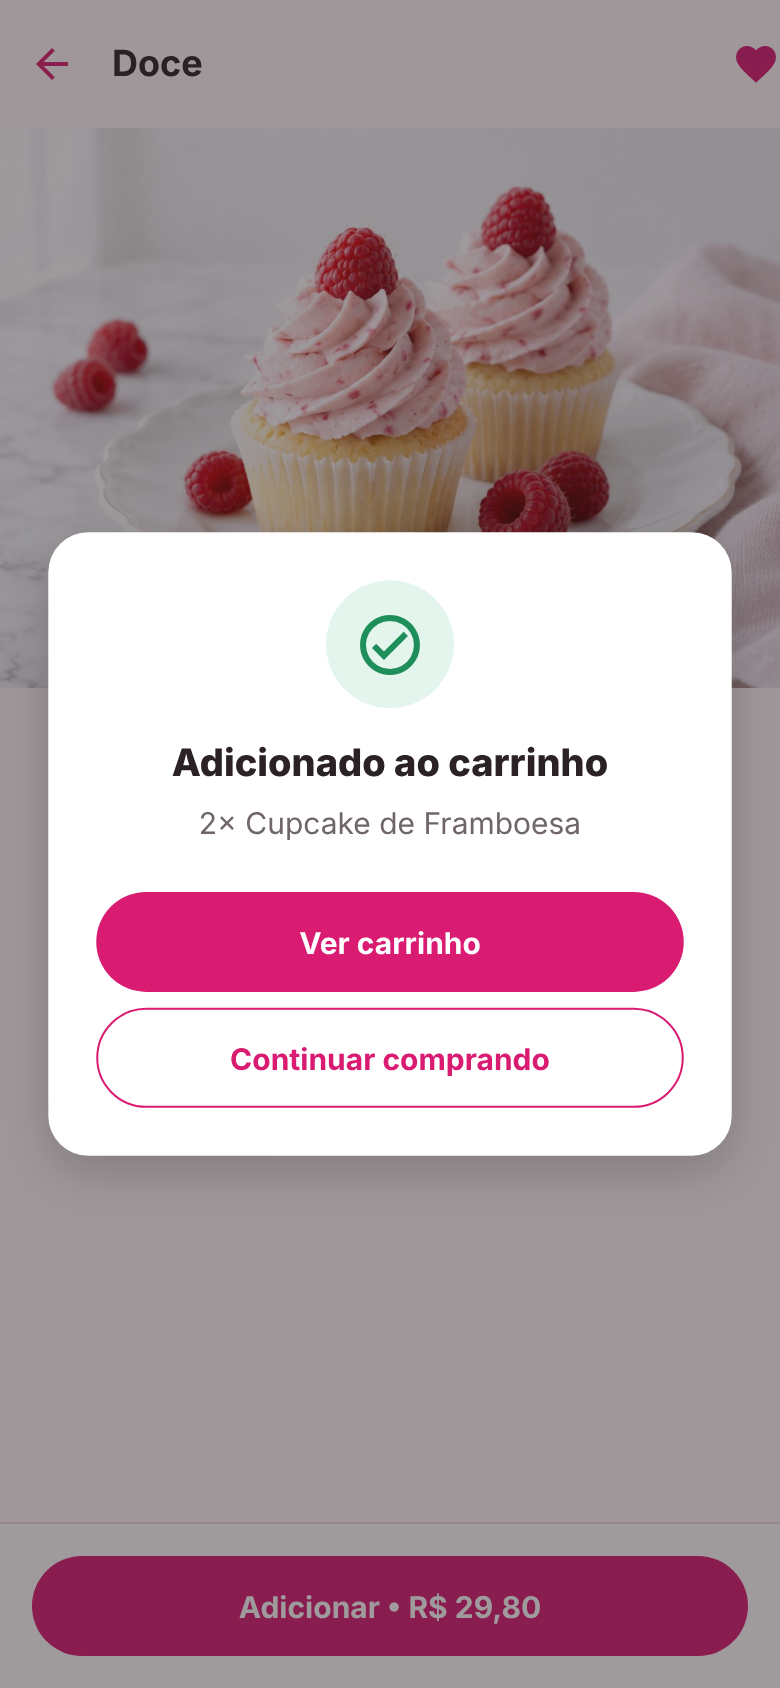 Doce
Adicionado ao carrinho
2× Cupcake de Framboesa
Ver carrinho
Continuar comprando
Adicionar • R$ 29,80